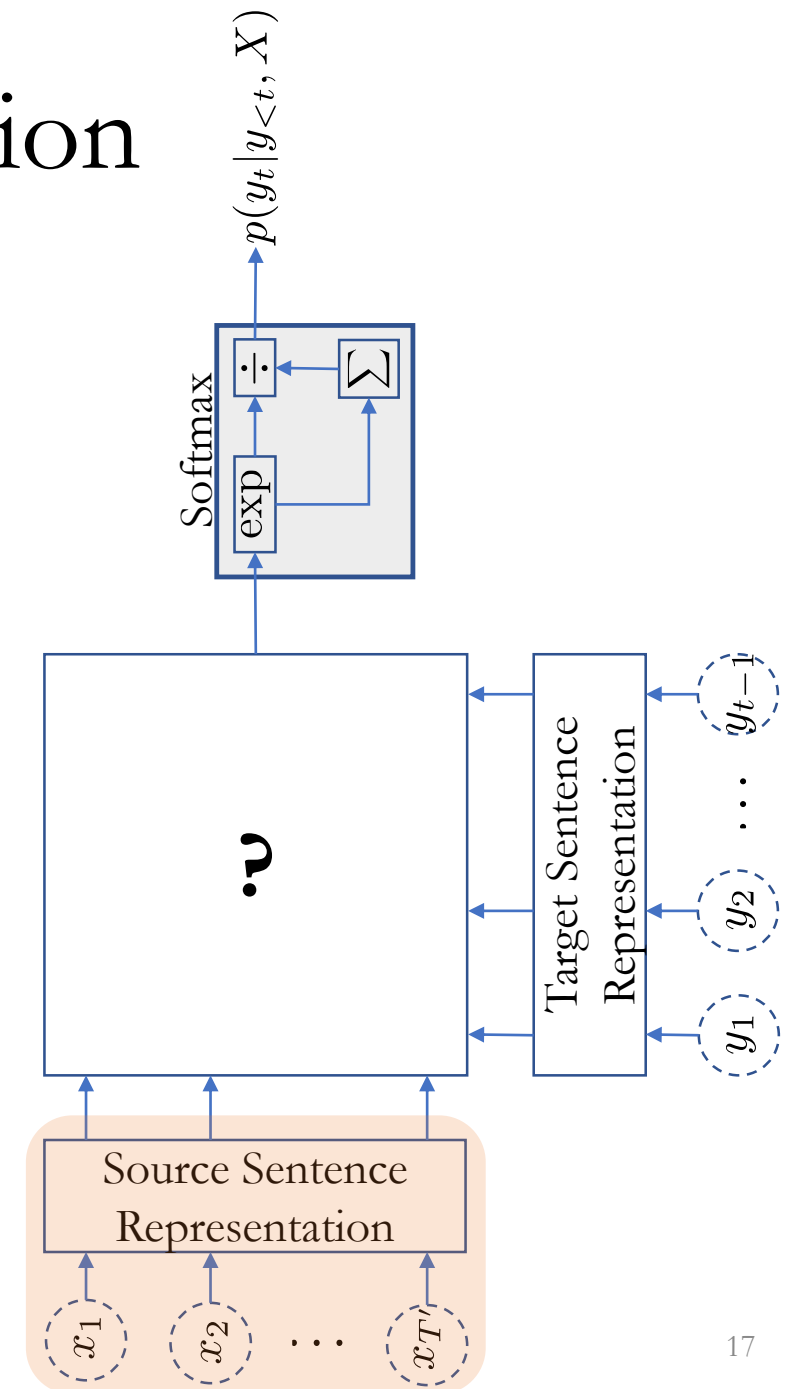 ion
p(y_t|y_{<t}, X)
Softmax
÷
Σ
exp
?
Target Sentence
Representation
y_{t-1}
...
y_2
y_1
Source Sentence
Representation
x_1
x_2
...
x_{T'}
17